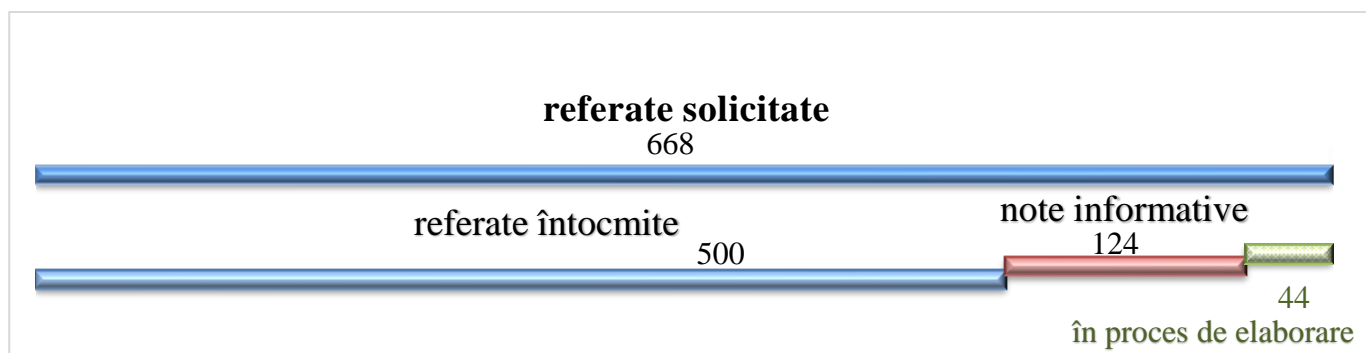 referate solicitate
668
referate întocmite
500
note informative
124
44
în proces de elaborare